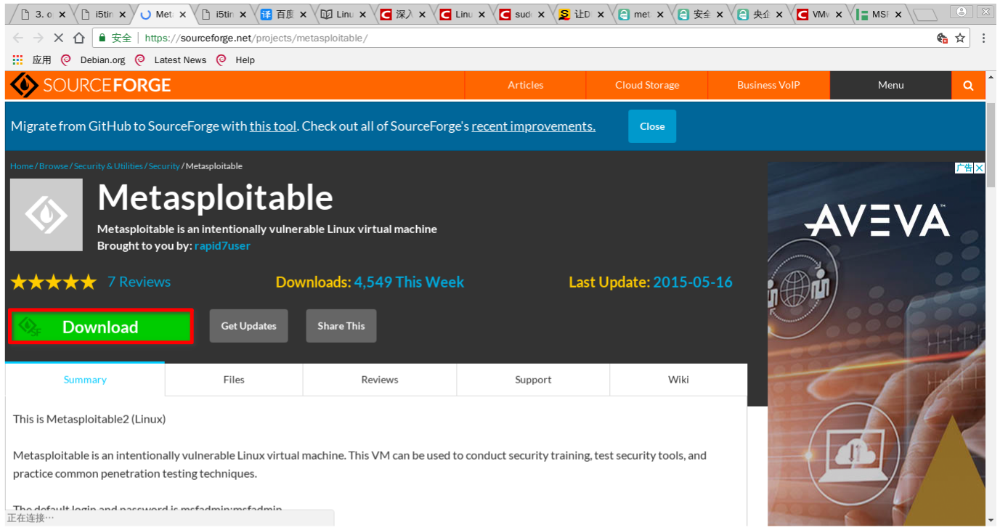 3. o
i5tin
Met
i5tin
译 百度
Linu
C 深入
C Linu
C sud
让D
met
安全
央企
C VMw
MSF
安全 | https://sourceforge.net/projects/metasploitable/
应用 Debian.org Latest News Help
SOURCEFORGE Articles Cloud Storage Business VoIP Menu
Migrate from GitHub to SourceForge with this tool. Check out all of SourceForge's recent improvements. Close
Home / Browse / Security & Utilities / Security / Metasploitable
广告
Metasploitable
Metasploitable is an intentionally vulnerable Linux virtual machine
Brought to you by: rapid7user
AVEVA™
7 Reviews Downloads: 4,549 This Week Last Update: 2015-05-16
SF Download Get Updates Share This
Summary Files Reviews Support Wiki
This is Metasploitable2 (Linux)
Metasploitable is an intentionally vulnerable Linux virtual machine. This VM can be used to conduct security training, test security tools, and
practice common penetration testing techniques.
The default login and password is msfadmin:msfadmin
正在连接…